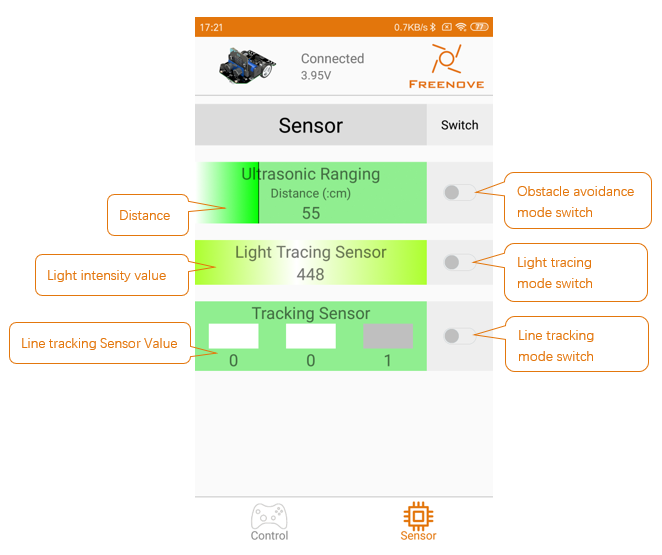 17:21
0.7KB/s
77
Connected
3.95V
FREENOVE
Sensor
Switch
Ultrasonic Ranging
Distance (:cm)
55
Distance
Obstacle avoidance
mode switch
Light Tracing Sensor
448
Light intensity value
Light tracing
mode switch
Tracking Sensor
0 0 1
Line tracking Sensor Value
Line tracking
mode switch
Control
Sensor